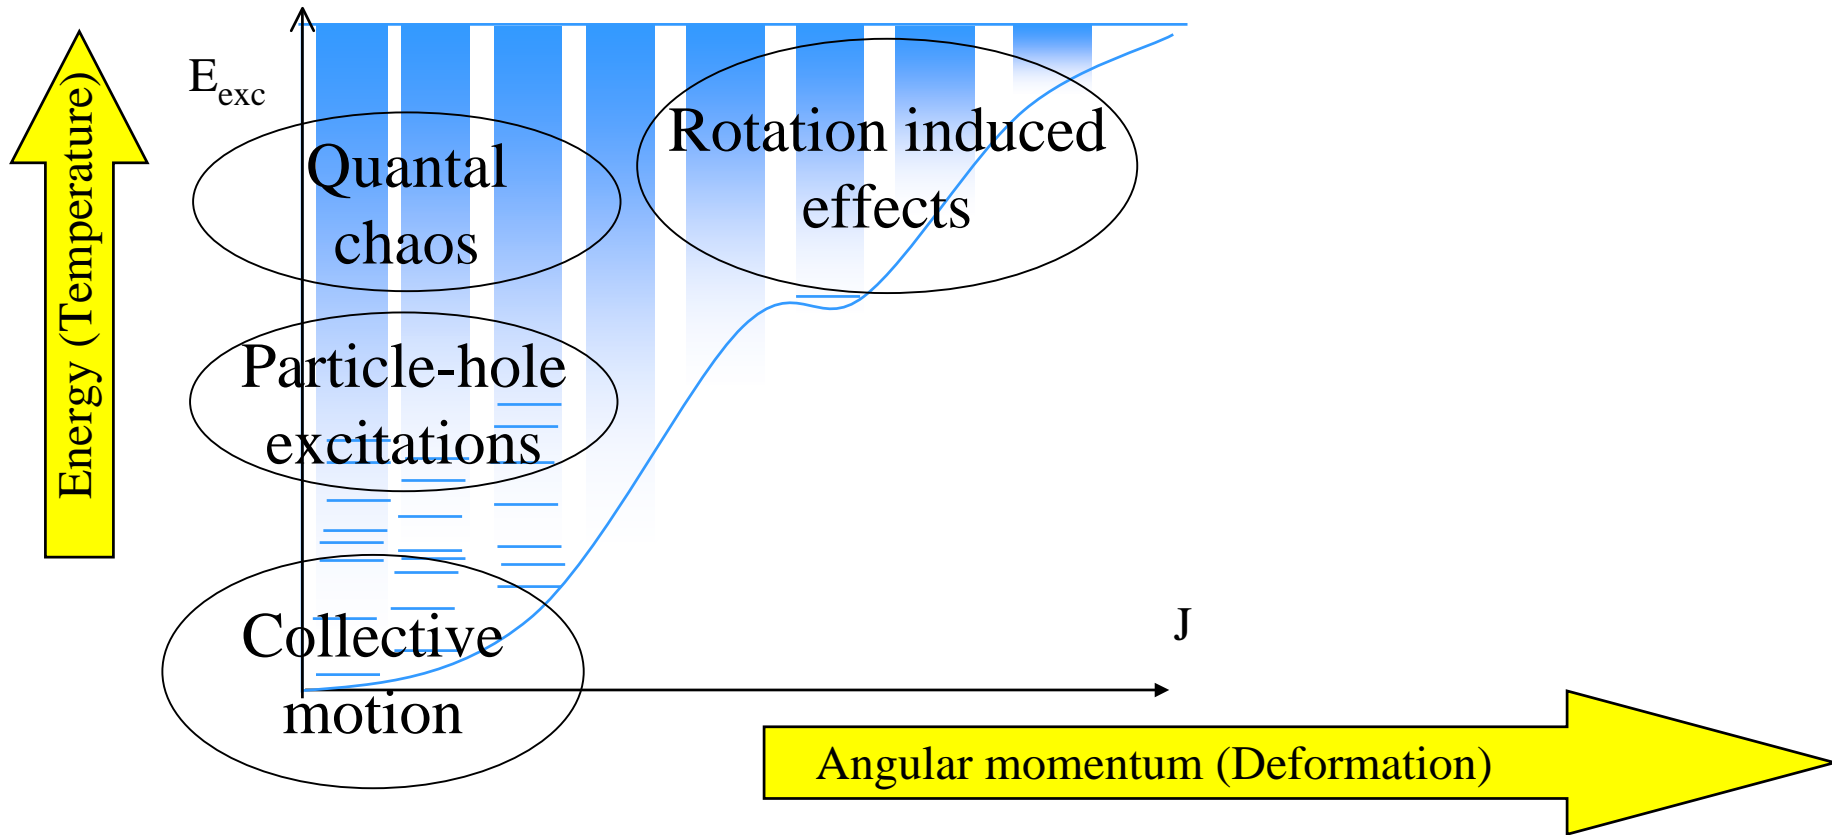 E_exc
Energy (Temperature)
Rotation induced
effects
Quantal
chaos
Particle-hole
excitations
Collective
motion
J
Angular momentum (Deformation)